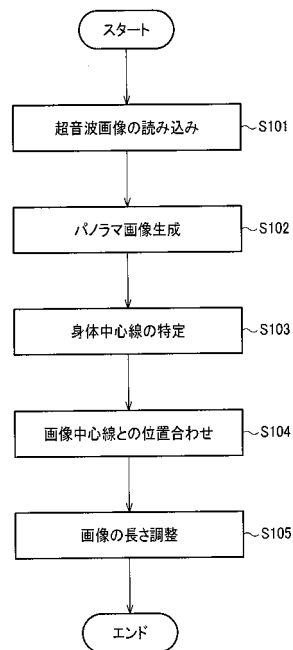 スタート
超音波画像の読み込み
S101
パノラマ画像生成
S102
身体中心線の特定
S103
画像中心線との位置合わせ
S104
画像の長さ調整
S105
エンド